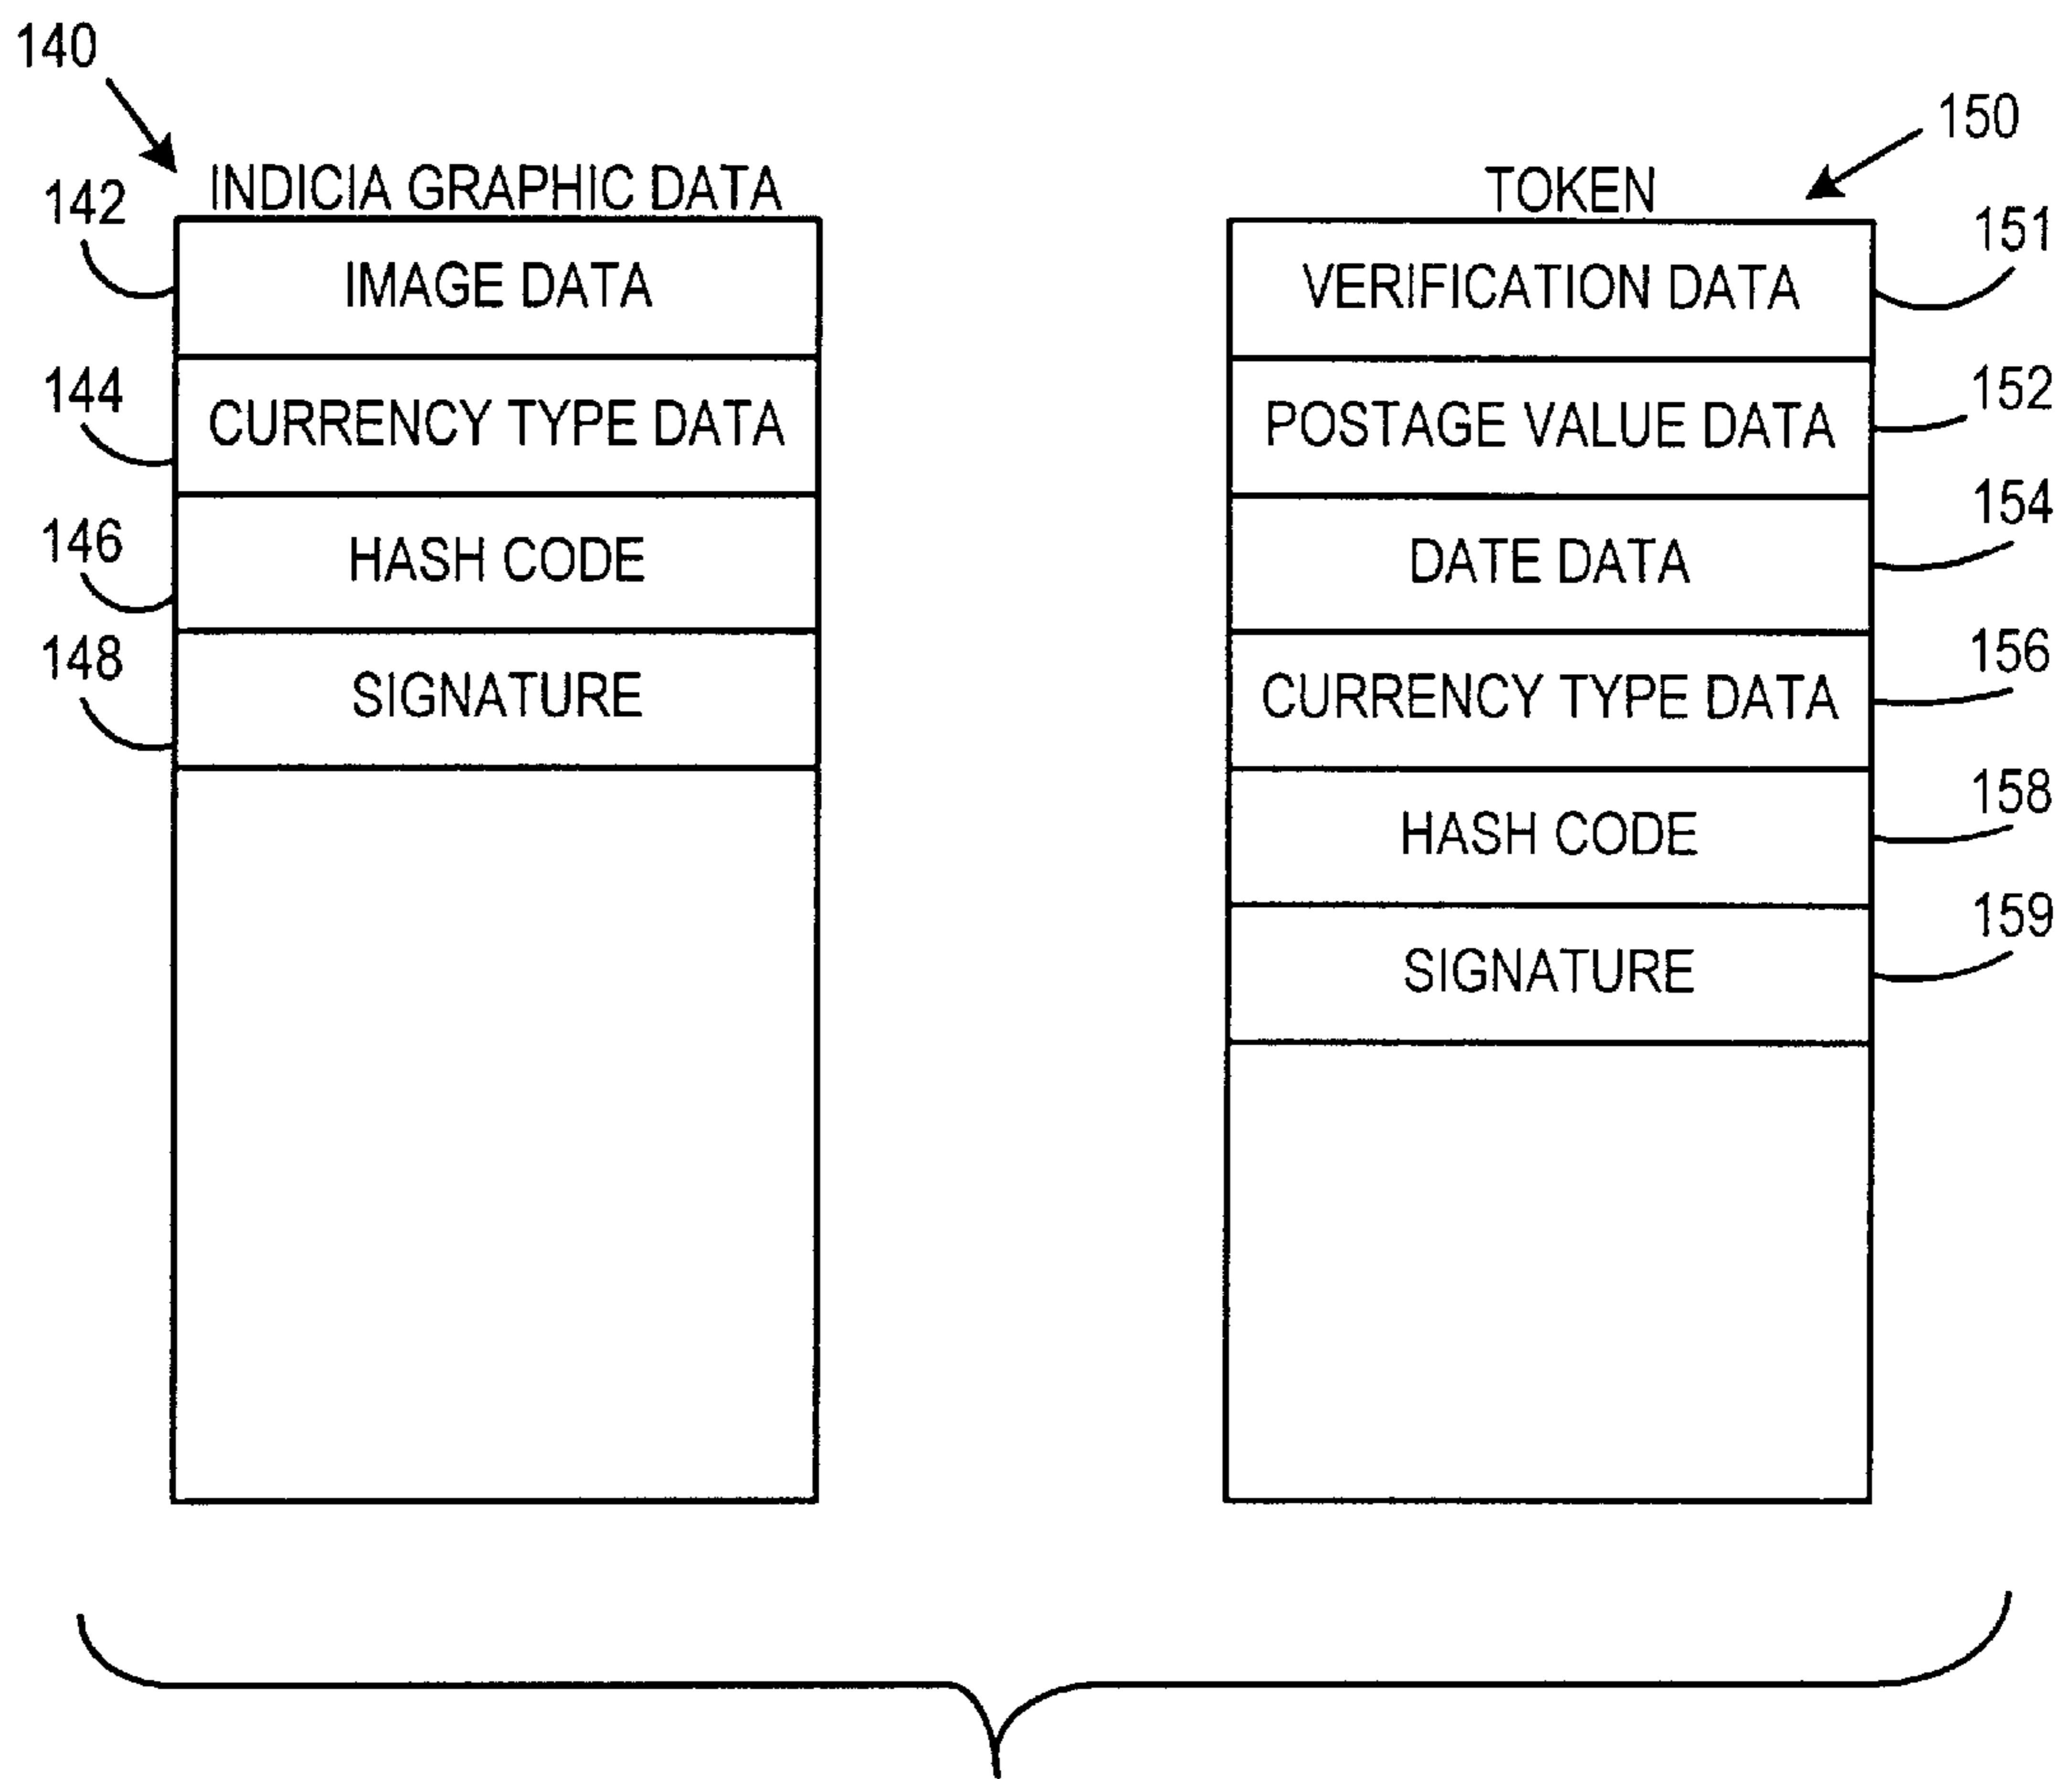 140
INDICIA GRAPHIC DATA
142
IMAGE DATA
144
CURRENCY TYPE DATA
146
HASH CODE
148
SIGNATURE
150
TOKEN
151
VERIFICATION DATA
152
POSTAGE VALUE DATA
154
DATE DATA
156
CURRENCY TYPE DATA
158
HASH CODE
159
SIGNATURE